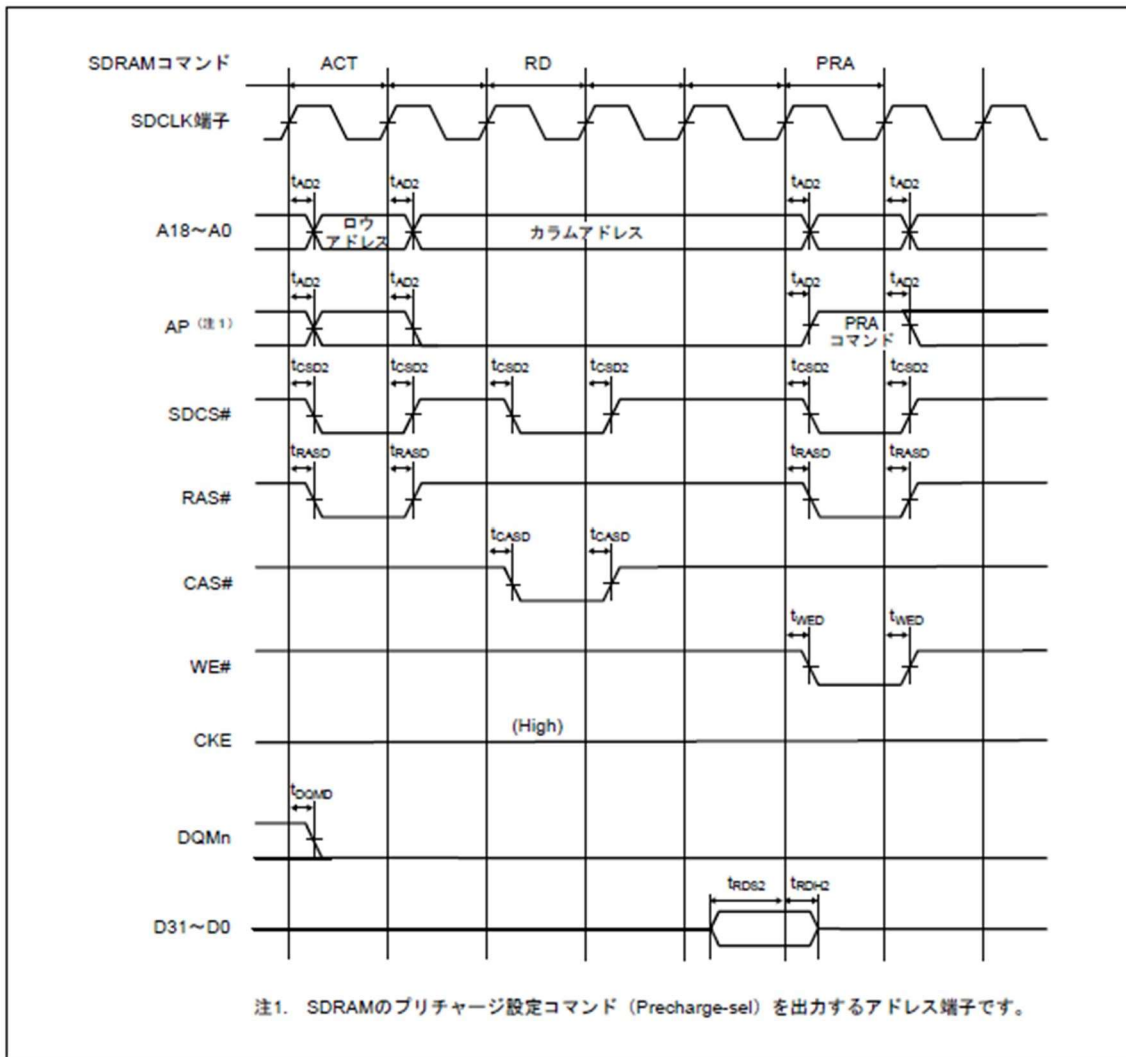 SDRAMコマンド ACT RD PRA
SDCLK端子
tAD2 tAD2 tAD2 tAD2
A18～A0 ロウアドレス カラムアドレス
tAD2 tAD2 tAD2 tAD2
AP（注1） PRAコマンド
tCSD2 tCSD2 tCSD2 tCSD2 tCSD2 tCSD2
SDCS#
tRASD tRASD tRASD tRASD
RAS#
tCASD tCASD
CAS#
tWED tWED
WE#
(High)
CKE
tDQMD
DQMn
tRDS2 tRDH2
D31～D0
注1. SDRAMのプリチャージ設定コマンド（Precharge-sel）を出力するアドレス端子です。